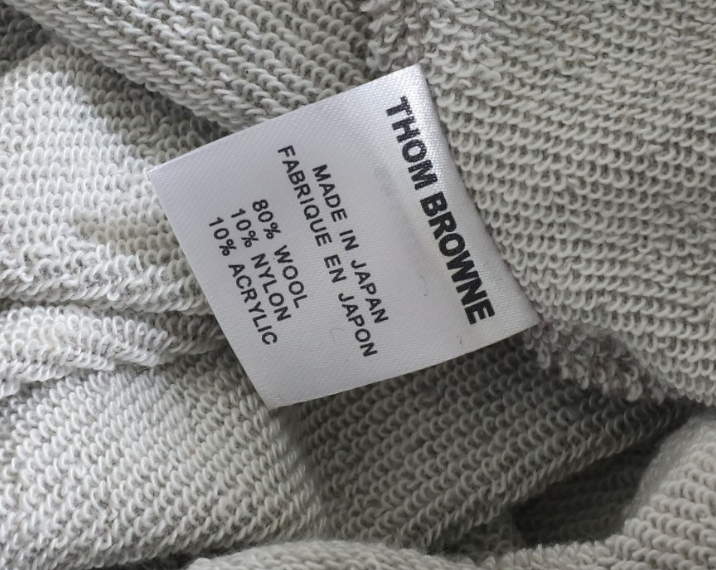 THOM BROWNE
MADE IN JAPAN
FABRIQUE EN JAPON
80% WOOL
10% NYLON
10% ACRYLIC